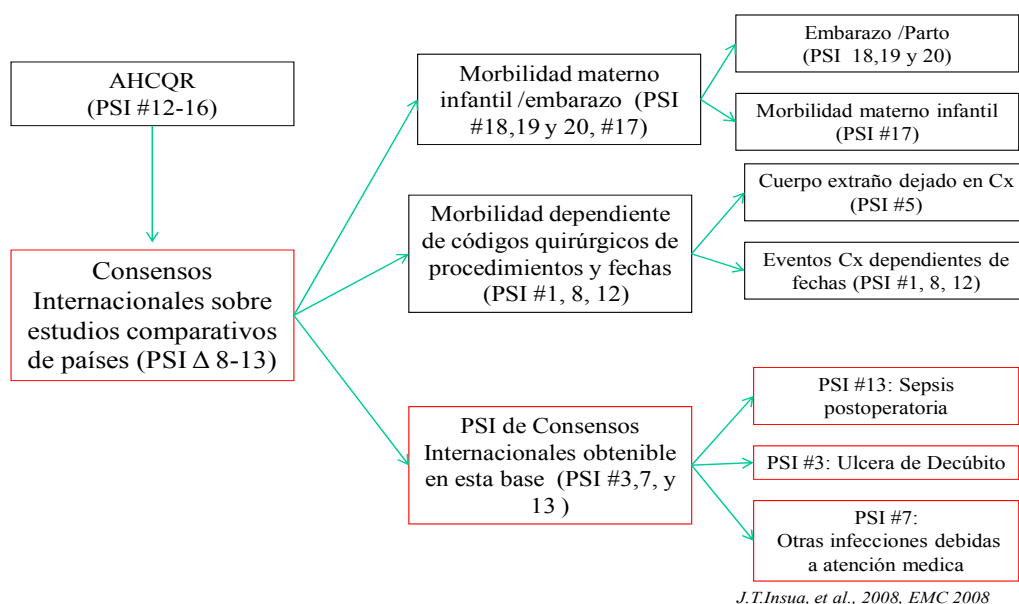 AHCQR
(PSI #12-16)
Consensos
Internacionales sobre
estudios comparativos
de países (PSI Δ 8-13)
Morbilidad materno
infantil /embarazo  (PSI
#18,19 y 20, #17)
Embarazo /Parto
(PSI  18,19 y 20)
Morbilidad materno infantil
(PSI #17)
Morbilidad dependiente
de códigos quirúrgicos de
procedimientos y fechas
(PSI #1, 8, 12)
Cuerpo extraño dejado en Cx
(PSI #5)
Eventos Cx dependientes de
fechas (PSI #1, 8, 12)
PSI de Consensos
Internacionales obtenible
en esta base  (PSI #3,7, y
13 )
PSI #13: Sepsis
postoperatoria
PSI #3: Ulcera de Decúbito
PSI #7:
Otras infecciones debidas
a atención medica
J.T.Insua, et al., 2008, EMC 2008